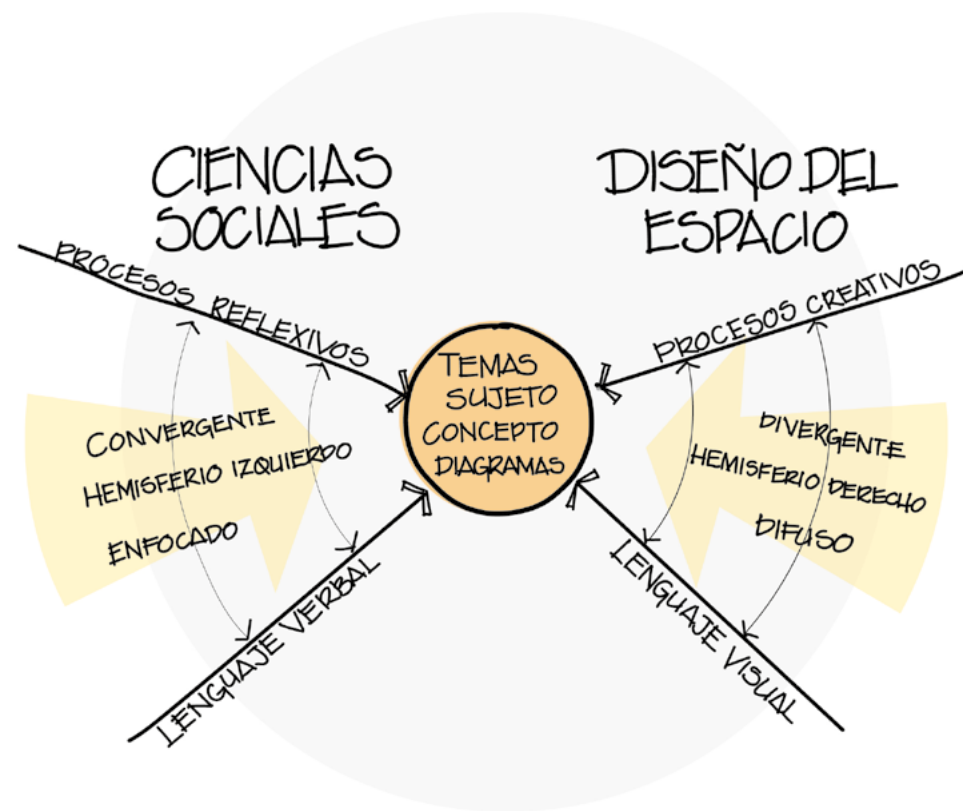 CIENCIAS
SOCIALES
DISEÑO DEL
ESPACIO
PROCESOS REFLEXIVOS
PROCESOS CREATIVOS
TEMAS
SUJETO
CONCEPTO
DIAGRAMAS
CONVERGENTE
HEMISFERIO IZQUIERDO
ENFOCADO
DIVERGENTE
HEMISFERIO DERECHO
DIFUSO
LENGUAJE VERBAL
LENGUAJE VISUAL